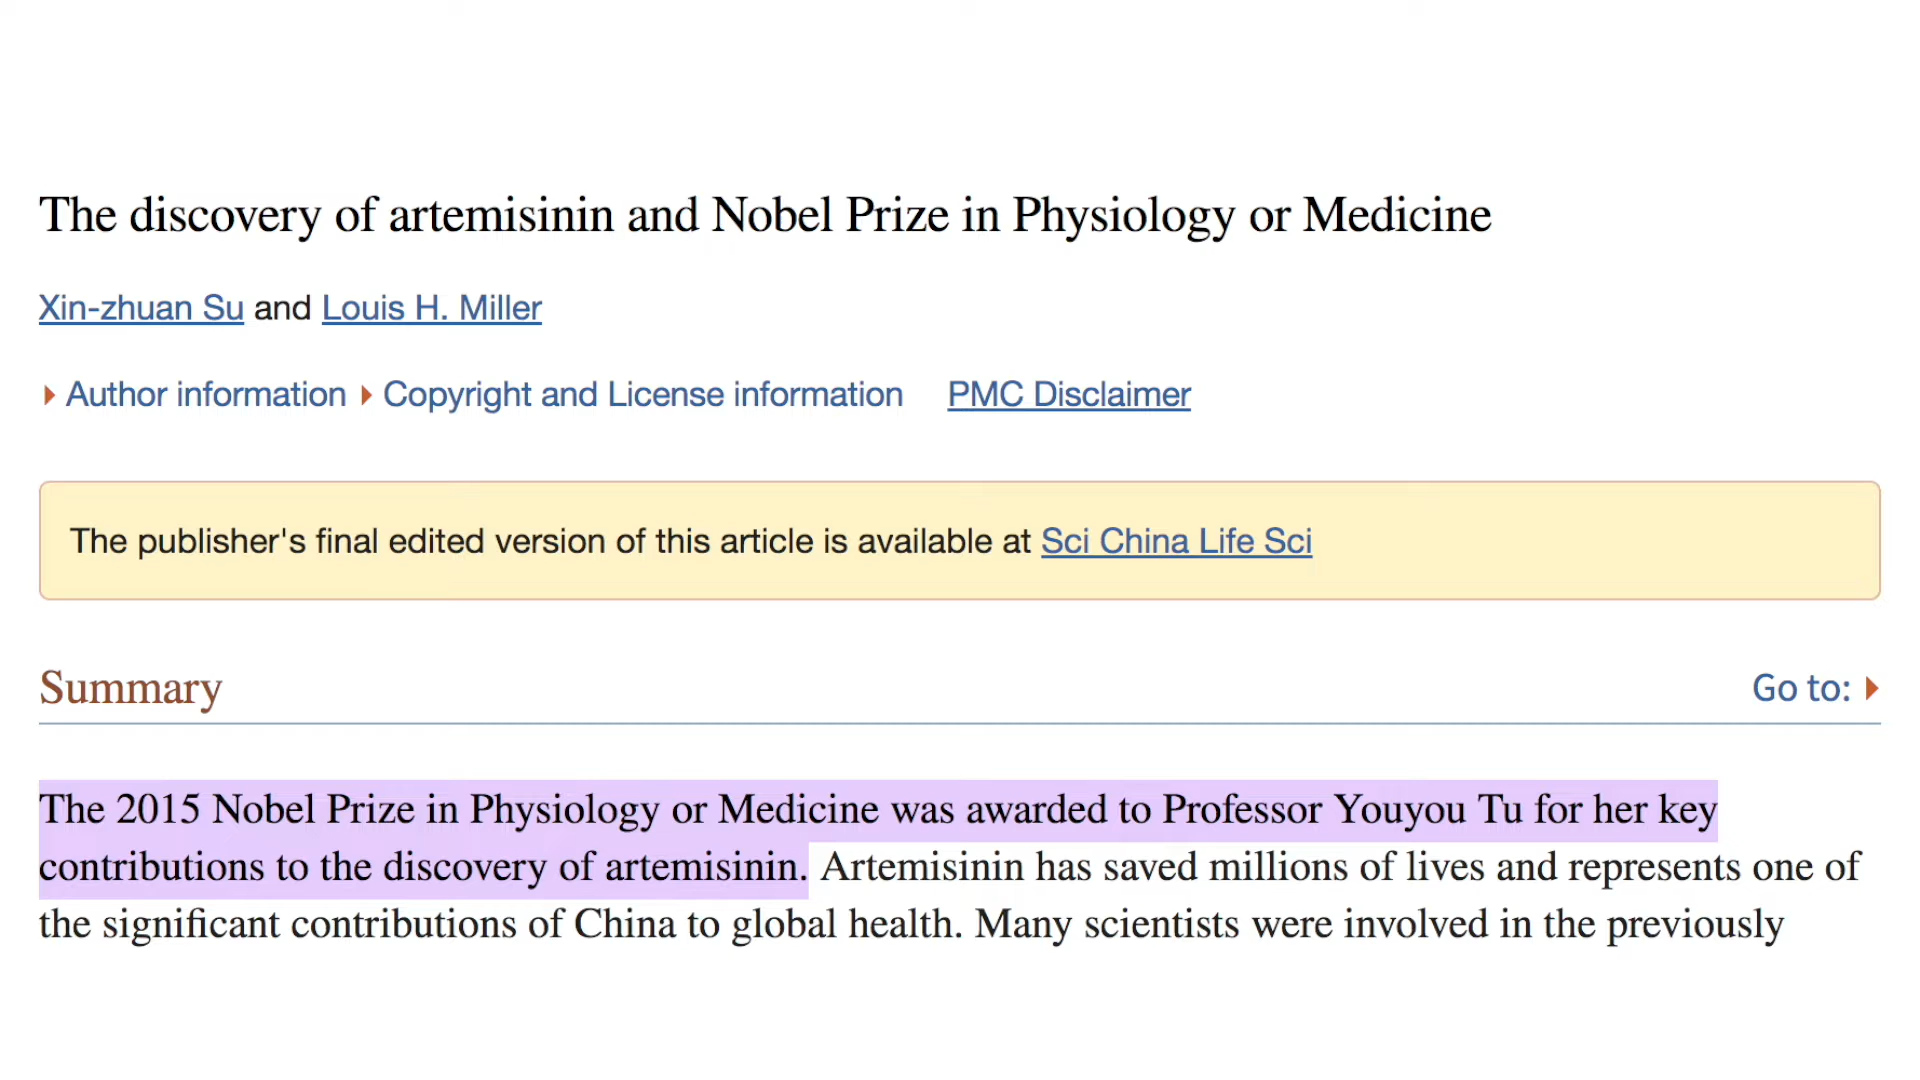 The discovery of artemisinin and Nobel Prize in Physiology or Medicine
Xin-zhuan Su and Louis H. Miller
Author information Copyright and License information PMC Disclaimer
The publisher's final edited version of this article is available at Sci China Life Sci
Summary Go to:
The 2015 Nobel Prize in Physiology or Medicine was awarded to Professor Youyou Tu for her key
contributions to the discovery of artemisinin. Artemisinin has saved millions of lives and represents one of
the significant contributions of China to global health. Many scientists were involved in the previously